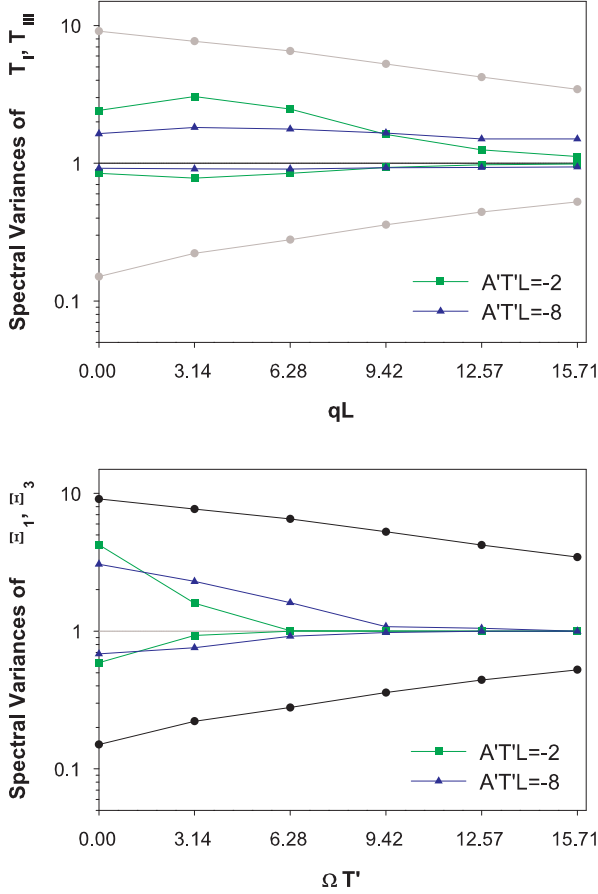 Spectral Variances of T_I, T_III
10
1
0.1
A'T'L=-2
A'T'L=-8
0.00 3.14 6.28 9.42 12.57 15.71
qL
Spectral Variances of Ξ_1, Ξ_3
10
1
0.1
A'T'L=-2
A'T'L=-8
0.00 3.14 6.28 9.42 12.57 15.71
Ω T'